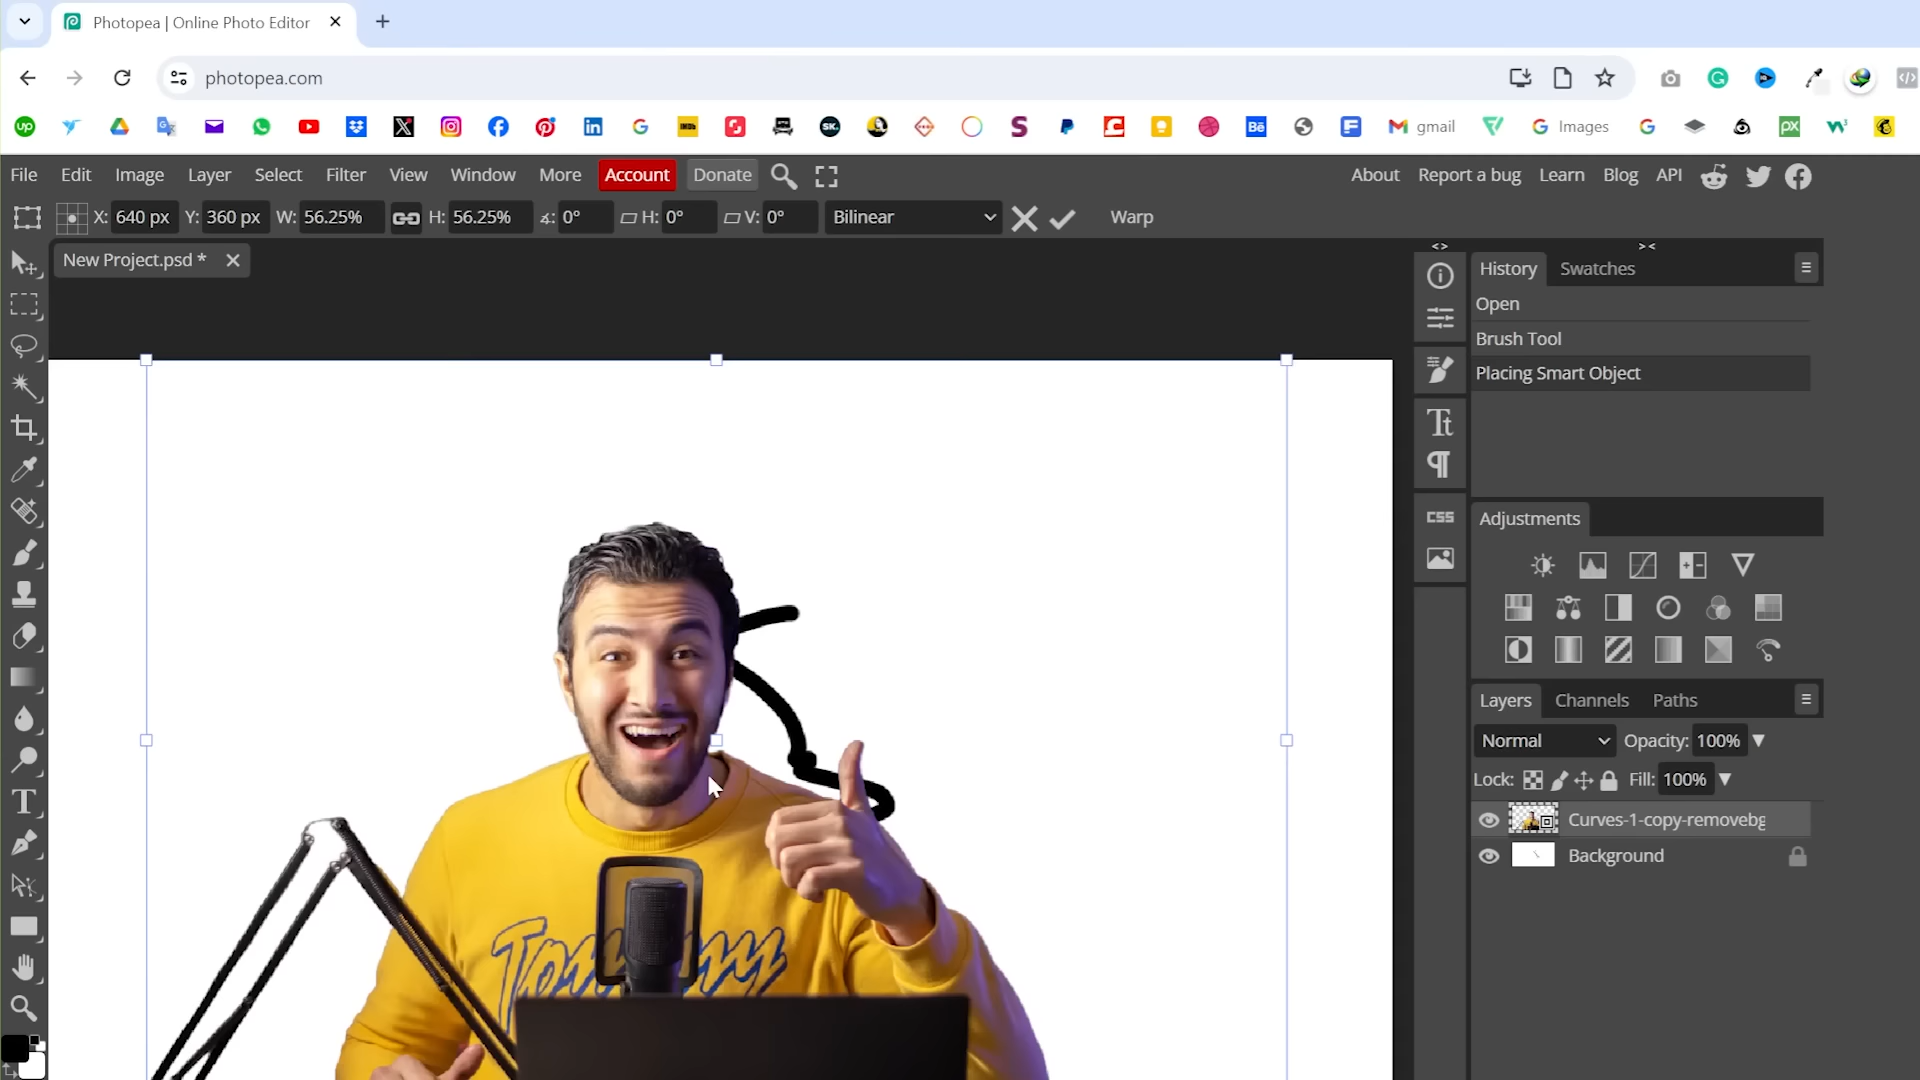 Photopea | Online Photo Editor
photopea.com
gmail
Images
File Edit Image Layer Select Filter View Window More Account Donate
About Report a bug Learn Blog API
X: 640 px Y: 360 px W: 56.25% H: 56.25% ∡: 0° H: 0° V: 0° Bilinear Warp
New Project.psd *
History Swatches
Open
Brush Tool
Placing Smart Object
CSS
Adjustments
Layers Channels Paths
Normal Opacity: 100%
Lock: Fill: 100%
Curves-1-copy-removebg
Background
Tommy